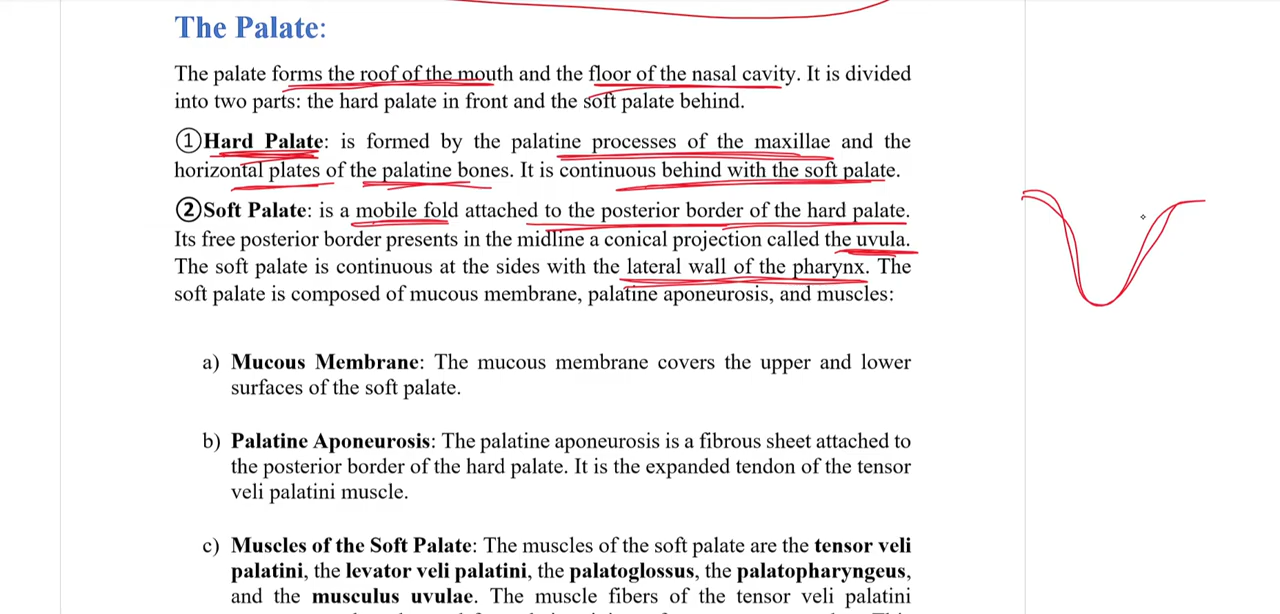 The Palate:
The palate forms the roof of the mouth and the floor of the nasal cavity. It is divided
into two parts: the hard palate in front and the soft palate behind.
①Hard Palate: is formed by the palatine processes of the maxillae and the
horizontal plates of the palatine bones. It is continuous behind with the soft palate.
②Soft Palate: is a mobile fold attached to the posterior border of the hard palate.
Its free posterior border presents in the midline a conical projection called the uvula.
The soft palate is continuous at the sides with the lateral wall of the pharynx. The
soft palate is composed of mucous membrane, palatine aponeurosis, and muscles:
a) Mucous Membrane: The mucous membrane covers the upper and lower
surfaces of the soft palate.
b) Palatine Aponeurosis: The palatine aponeurosis is a fibrous sheet attached to
the posterior border of the hard palate. It is the expanded tendon of the tensor
veli palatini muscle.
c) Muscles of the Soft Palate: The muscles of the soft palate are the tensor veli
palatini, the levator veli palatini, the palatoglossus, the palatopharyngeus,
and the musculus uvulae. The muscle fibers of the tensor veli palatini